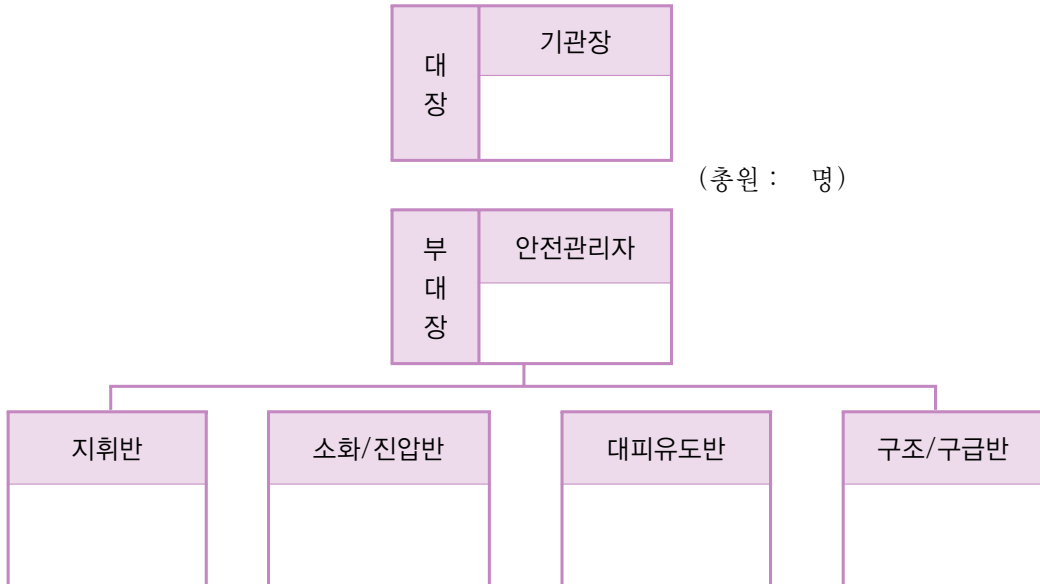 대장
기관장
(총원 : 명)
부대장
안전관리자
지휘반
소화/진압반
대피유도반
구조/구급반